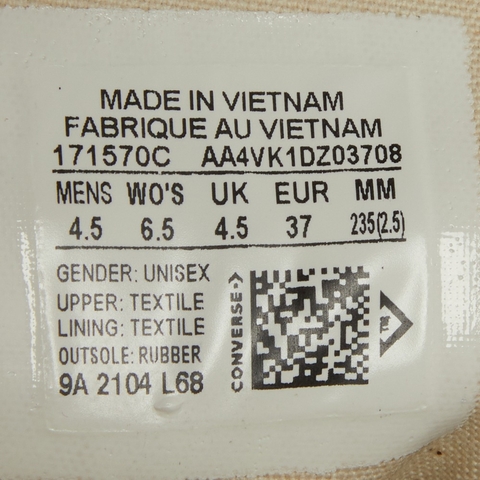 MADE IN VIETNAM
FABRIQUE AU VIETNAM
171570C AA4VK1DZ03708
MENS WO'S UK EUR MM
4.5 6.5 4.5 37 235(2.5)
GENDER: UNISEX
UPPER: TEXTILE
LINING: TEXTILE
OUTSOLE: RUBBER
9A 2104 L68
CONVERSE
TM